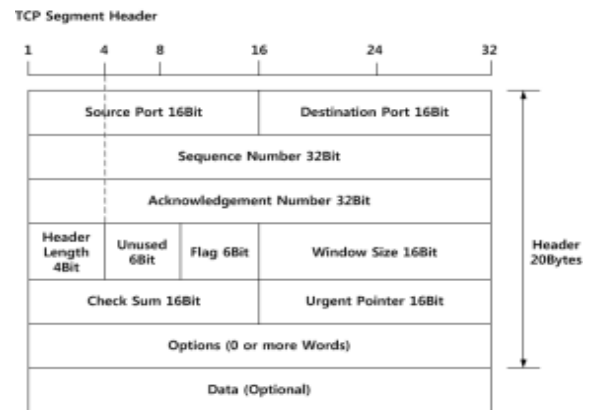 TCP Segment Header
1 4 8 16 24 32
Source Port 16Bit Destination Port 16Bit
Sequence Number 32Bit
Acknowledgement Number 32Bit
Header
Length
4Bit
Unused
6Bit
Flag 6Bit
Window Size 16Bit
Header
20Bytes
Check Sum 16Bit Urgent Pointer 16Bit
Options (0 or more Words)
Data (Optional)